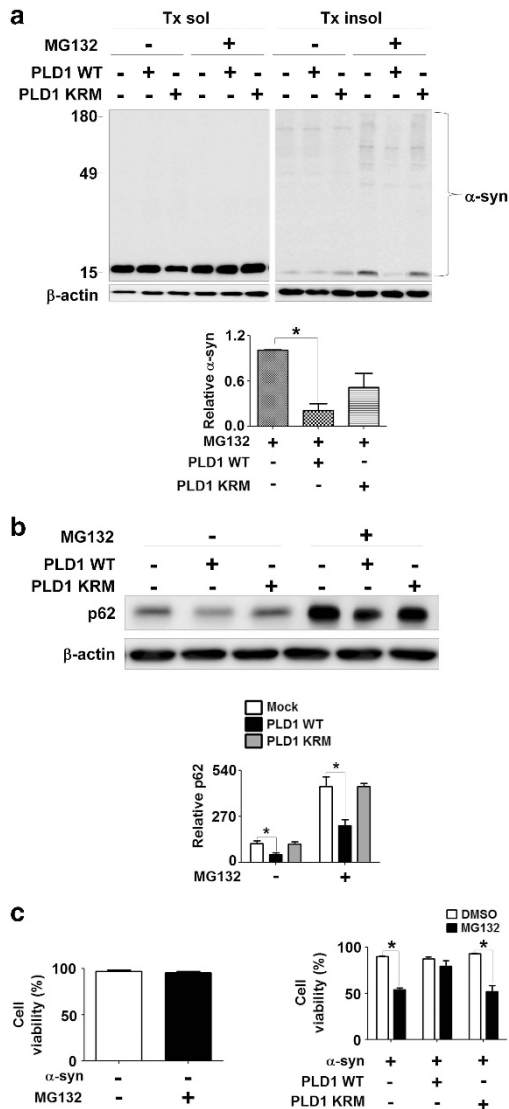 a
Tx sol Tx insol
MG132 - + - +
PLD1 WT - + - - + - - + - - + -
PLD1 KRM - - + - - + - - + - - +
180
49
15
α-syn
β-actin
*
Relative α-syn
1.2
0.6
0.0
MG132 + + +
PLD1 WT - + -
PLD1 KRM - - +
b
MG132 - +
PLD1 WT - + - - + -
PLD1 KRM - - + - - +
p62
β-actin
Mock
PLD1 WT
PLD1 KRM
Relative p62
540
270
0
* *
MG132 - +
c
Cell viability (%)
100
50
0
α-syn - -
MG132 - +
DMSO
MG132
Cell viability (%)
100
50
0
* *
α-syn + + +
PLD1 WT - + -
PLD1 KRM - - +